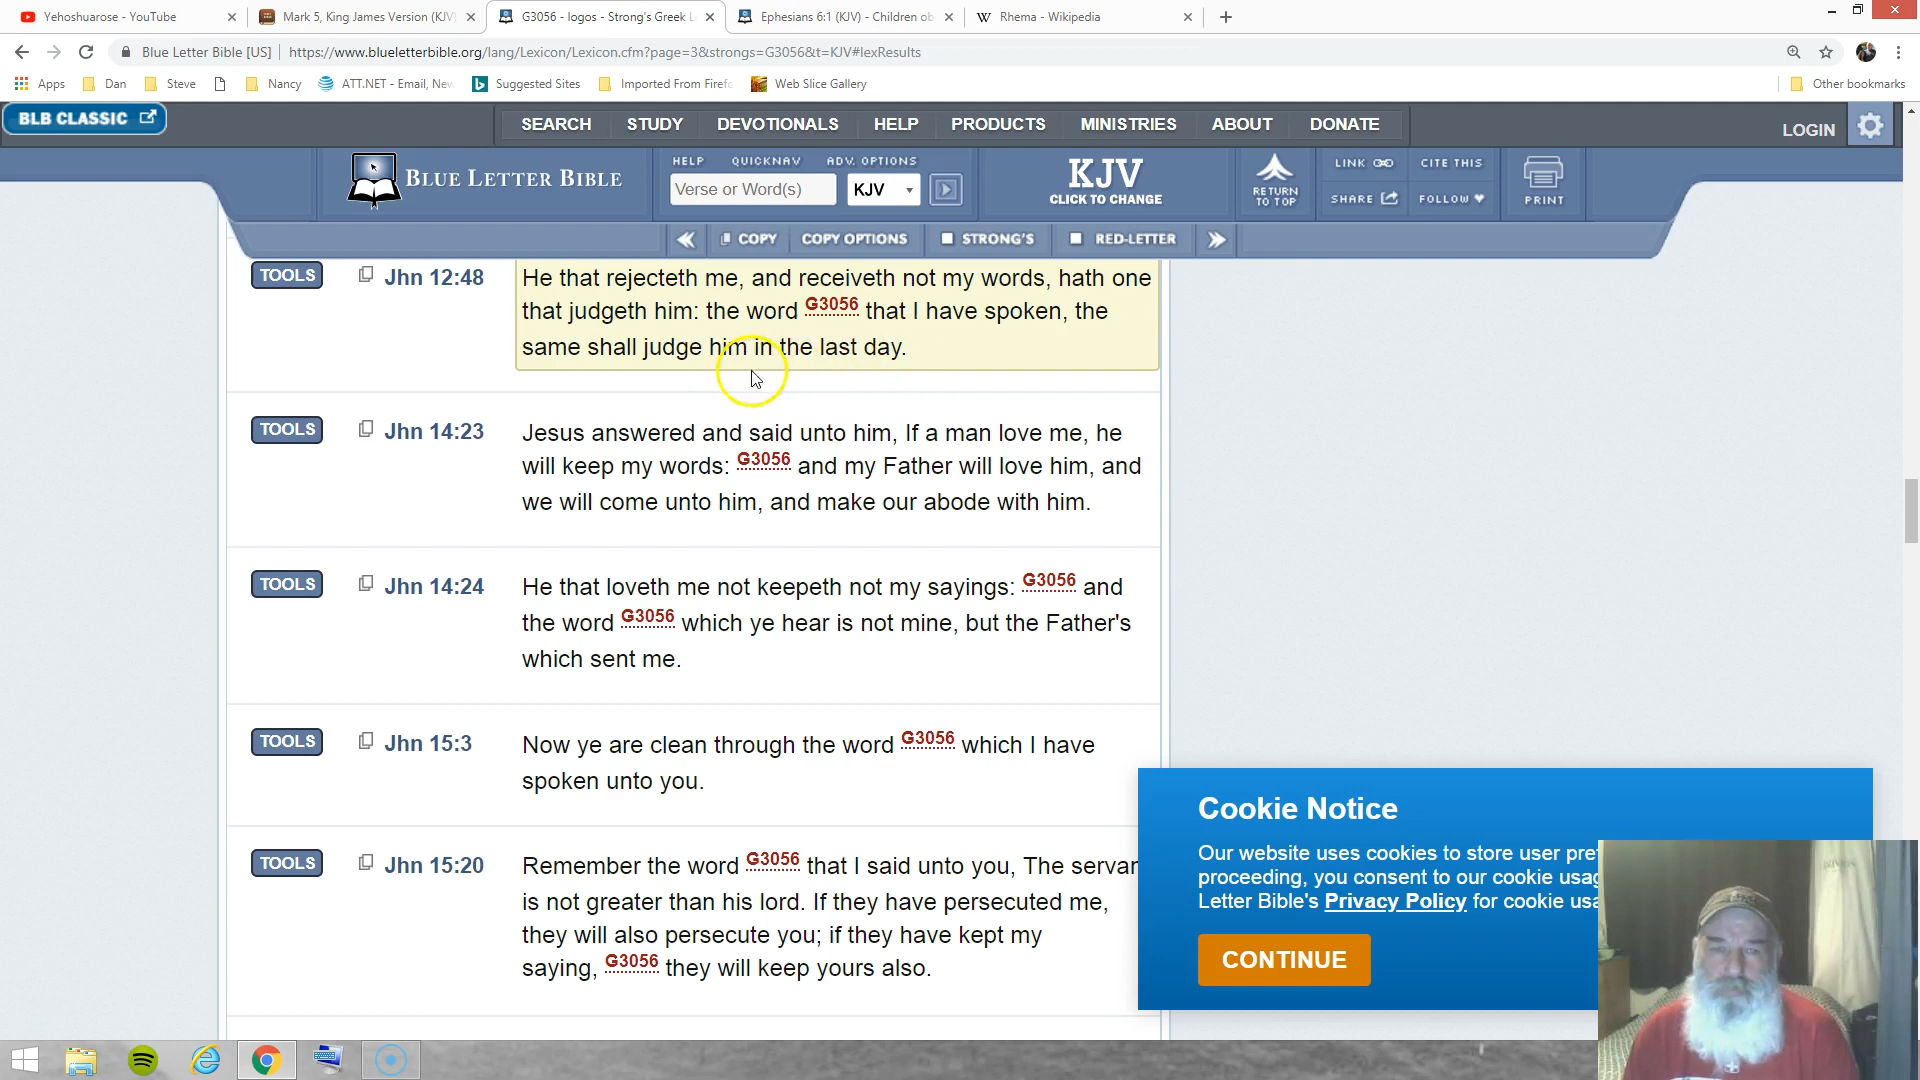 Yehoshuarose - YouTube
Mark 5, King James Version (KJV)
G3056 - logos - Strong's Greek L
Ephesians 6:1 (KJV) - Children ob
W Rhema - Wikipedia
Blue Letter Bible [US] https://www.blueletterbible.org/lang/Lexicon/Lexicon.cfm?page=3&strongs=G3056&t=KJV#lexResults
Apps Dan Steve Nancy ATT.NET - Email, New Suggested Sites Imported From Firefo Web Slice Gallery Other bookmarks
BLB CLASSIC
SEARCH STUDY DEVOTIONALS HELP PRODUCTS MINISTRIES ABOUT DONATE
LOGIN
BLUE LETTER BIBLE
HELP QUICKNAV ADV. OPTIONS
Verse or Word(s) KJV
KJV
CLICK TO CHANGE
RETURN
TO TOP
LINK CITE THIS
SHARE FOLLOW
PRINT
COPY COPY OPTIONS STRONG'S RED-LETTER
TOOLS Jhn 12:48
He that rejecteth me, and receiveth not my words, hath one
that judgeth him: the word G3056 that I have spoken, the
same shall judge him in the last day.
TOOLS Jhn 14:23
Jesus answered and said unto him, If a man love me, he
will keep my words: G3056 and my Father will love him, and
we will come unto him, and make our abode with him.
TOOLS Jhn 14:24
He that loveth me not keepeth not my sayings: G3056 and
the word G3056 which ye hear is not mine, but the Father's
which sent me.
TOOLS Jhn 15:3
Now ye are clean through the word G3056 which I have
spoken unto you.
TOOLS Jhn 15:20
Remember the word G3056 that I said unto you, The servan
is not greater than his lord. If they have persecuted me,
they will also persecute you; if they have kept my
saying, G3056 they will keep yours also.
Cookie Notice
Our website uses cookies to store user pre
proceeding, you consent to our cookie usag
Letter Bible's Privacy Policy for cookie usa
CONTINUE